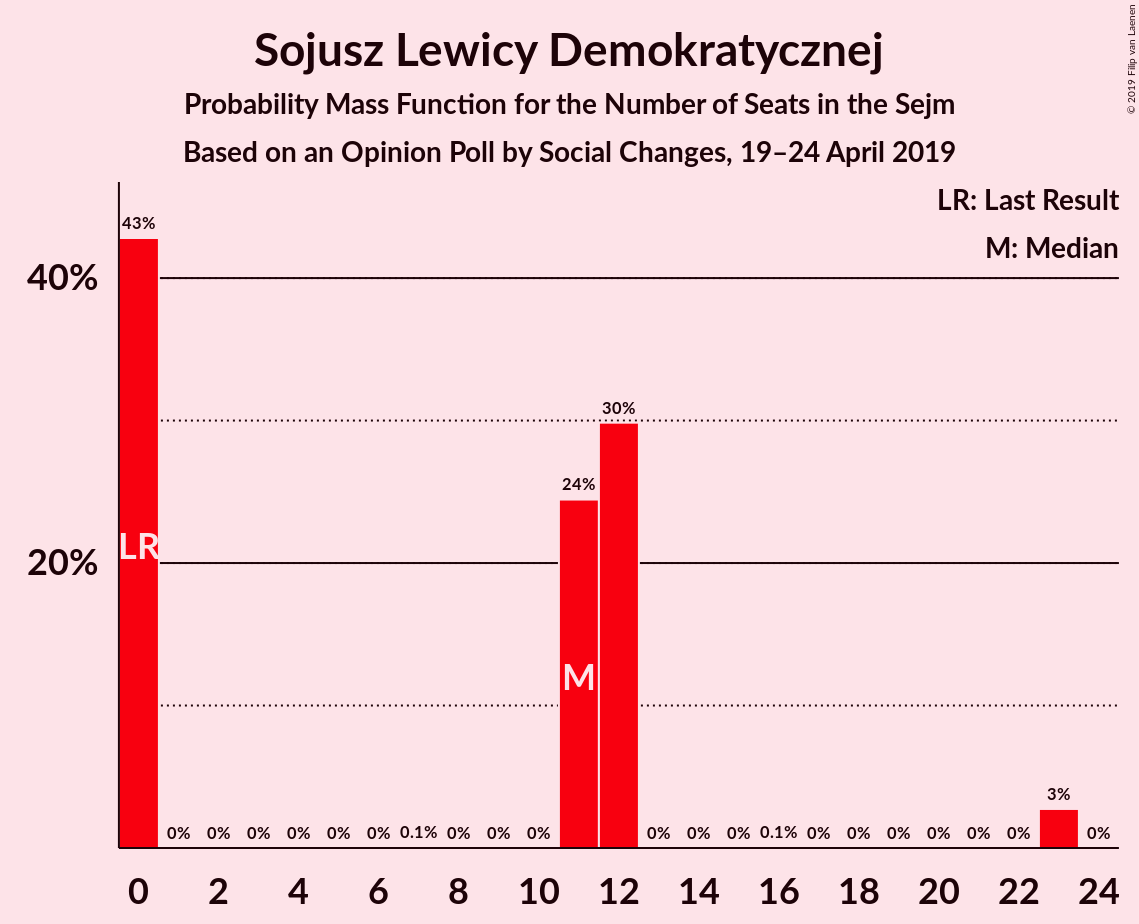 Sojusz Lewicy Demokratycznej
Probability Mass Function for the Number of Seats in the Sejm
Based on an Opinion Poll by Social Changes, 19–24 April 2019
© 2019 Filip van Laenen
LR: Last Result
M: Median
43%
40%
30%
24%
LR
20%
M
3%
0% 0% 0% 0% 0% 0% 0.1% 0% 0% 0% 0% 0% 0% 0.1% 0% 0% 0% 0% 0% 0% 0%
0 2 4 6 8 10 12 14 16 18 20 22 24